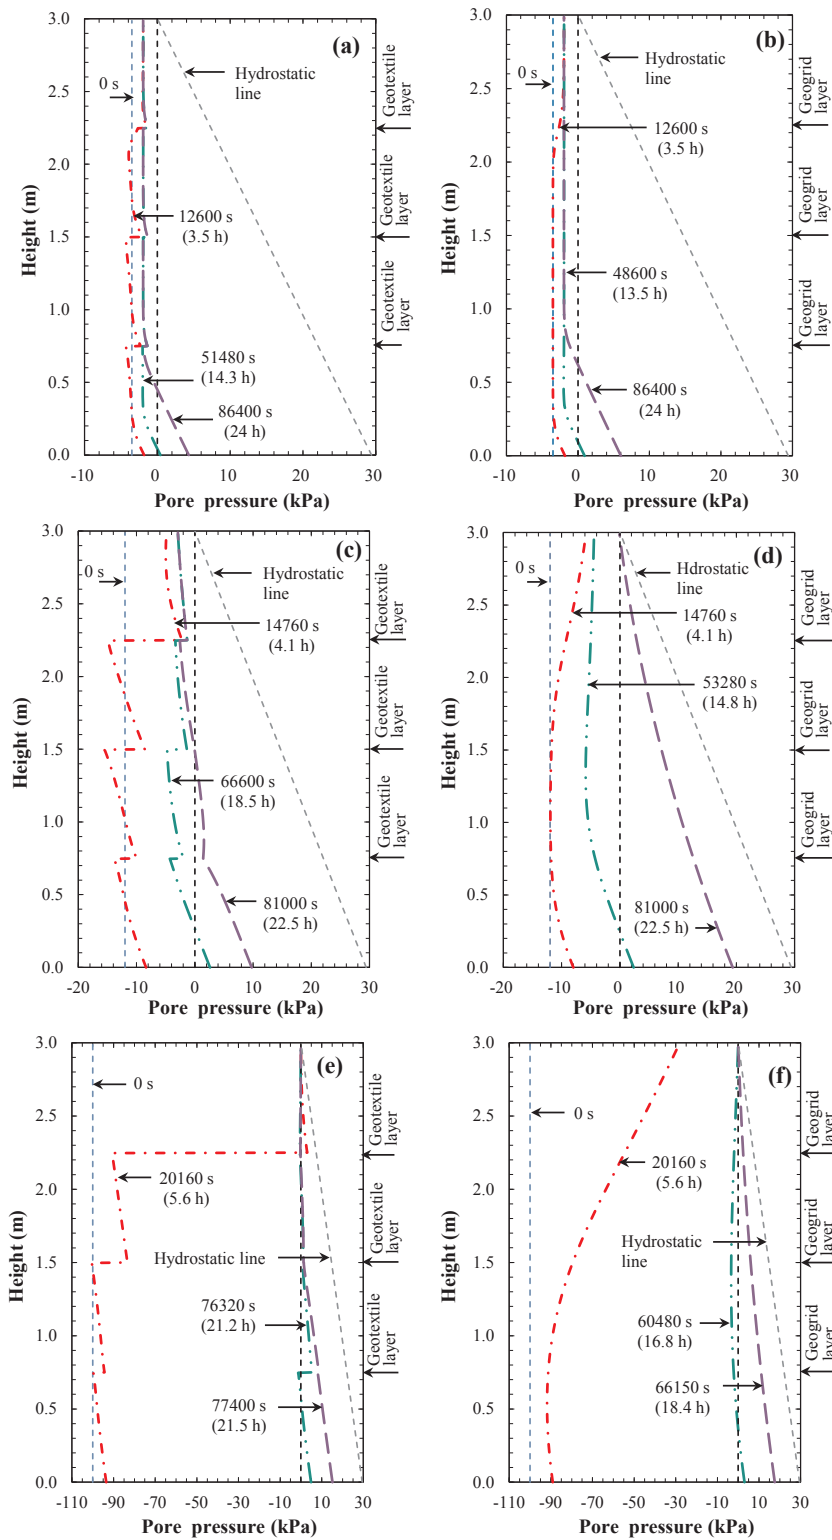 (a)
Hydrostatic
line
0 s
12600 s
(3.5 h)
51480 s
(14.3 h)
86400 s
(24 h)
Geotextile
layer
Geotextile
layer
Geotextile
layer
Height (m)
3.0
2.5
2.0
1.5
1.0
0.5
0.0
-10 0 10 20 30
Pore pressure (kPa)
(b)
Hydrostatic
line
0 s
12600 s
(3.5 h)
48600 s
(13.5 h)
86400 s
(24 h)
Geogrid
layer
Geogrid
layer
Geogrid
layer
Height (m)
3.0
2.5
2.0
1.5
1.0
0.5
0.0
-10 0 10 20 30
Pore pressure (kPa)
(c)
0 s
Hydrostatic
line
14760 s
(4.1 h)
66600 s
(18.5 h)
81000 s
(22.5 h)
Geotextile
layer
Geotextile
layer
Geotextile
layer
Height (m)
3.0
2.5
2.0
1.5
1.0
0.5
0.0
-20 -10 0 10 20 30
Pore pressure (kPa)
(d)
0 s
Hdrostatic
line
14760 s
(4.1 h)
53280 s
(14.8 h)
81000 s
(22.5 h)
Geogrid
layer
Geogrid
layer
Geogrid
layer
Height (m)
3.0
2.5
2.0
1.5
1.0
0.5
0.0
-20 -10 0 10 20 30
Pore pressure (kPa)
(e)
0 s
20160 s
(5.6 h)
Hydrostatic line
76320 s
(21.2 h)
77400 s
(21.5 h)
Geotextile
layer
Geotextile
layer
Geotextile
layer
Height (m)
3.0
2.5
2.0
1.5
1.0
0.5
0.0
-110 -90 -70 -50 -30 -10 10 30
Pore pressure (kPa)
(f)
0 s
20160 s
(5.6 h)
Hydrostatic
line
60480 s
(16.8 h)
66150 s
(18.4 h)
Geogrid
layer
Geogrid
layer
Geogrid
layer
Height (m)
3.0
2.5
2.0
1.5
1.0
0.5
0.0
-110 -90 -70 -50 -30 -10 10 30
Pore pressure (kPa)